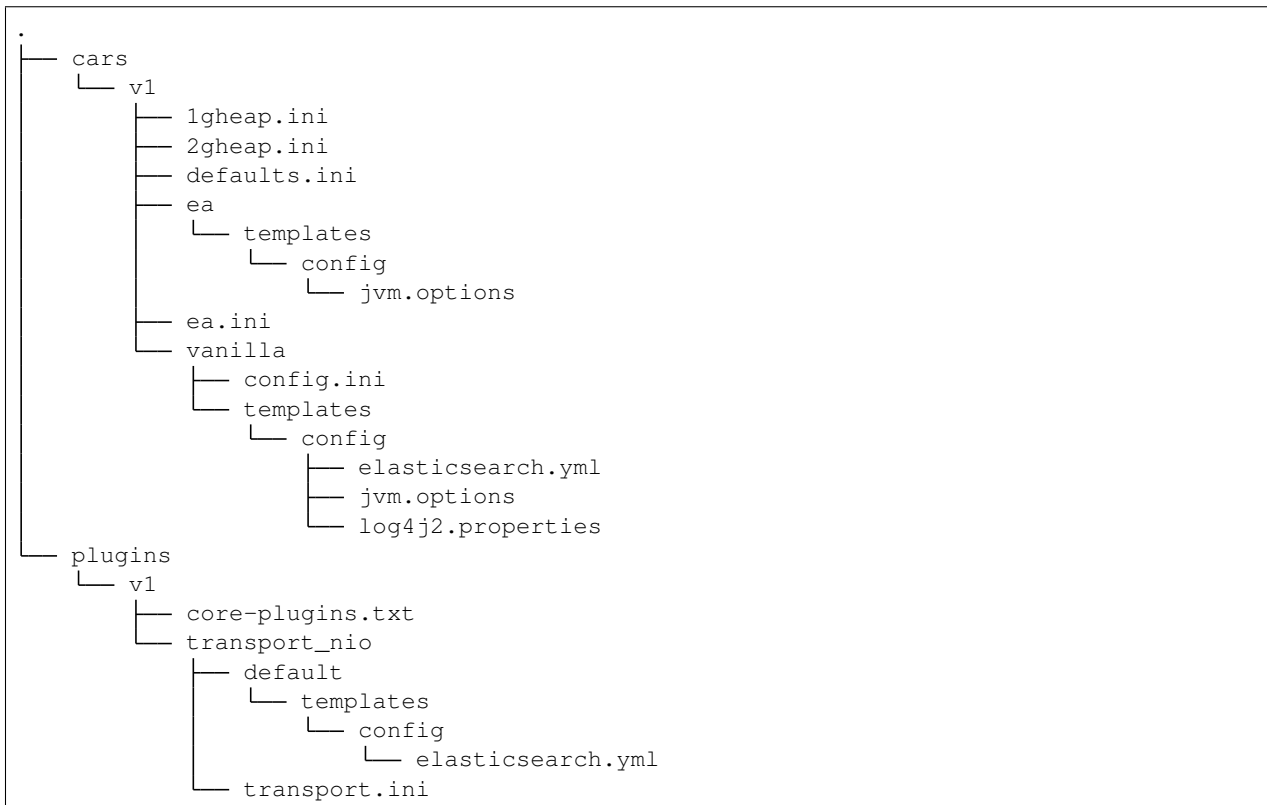 .
├── cars
│   └── v1
│       ├── 1gheap.ini
│       ├── 2gheap.ini
│       ├── defaults.ini
│       ├── ea
│       │   └── templates
│       │       └── config
│       │           └── jvm.options
│       ├── ea.ini
│       └── vanilla
│           ├── config.ini
│           └── templates
│               └── config
│                   ├── elasticsearch.yml
│                   ├── jvm.options
│                   └── log4j2.properties
└── plugins
    └── v1
        ├── core-plugins.txt
        └── transport_nio
            ├── default
            │   └── templates
            │       └── config
            │           └── elasticsearch.yml
            └── transport.ini